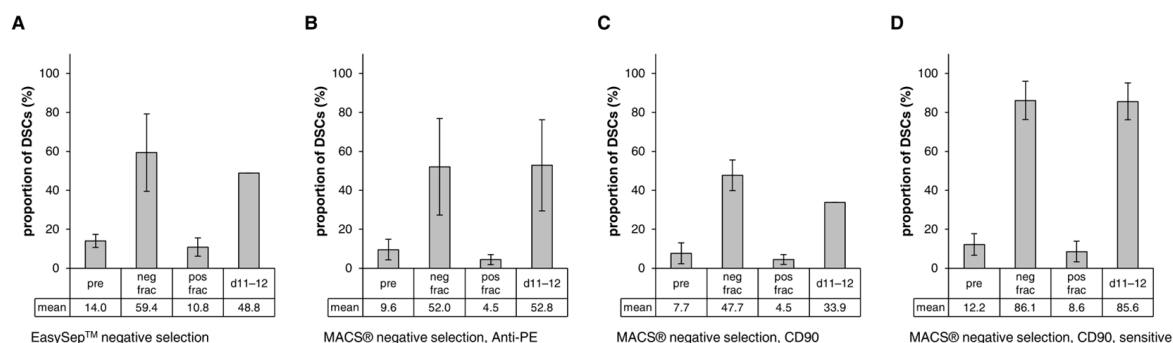 A
proportion of DSCs (%)
100
80
60
40
20
0
pre
neg
frac
pos
frac
d11–12
mean 14.0 59.4 10.8 48.8
EasySep™ negative selection
B
proportion of DSCs (%)
100
80
60
40
20
0
pre
neg
frac
pos
frac
d11–12
mean 9.6 52.0 4.5 52.8
MACS® negative selection, Anti-PE
C
proportion of DSCs (%)
100
80
60
40
20
0
pre
neg
frac
pos
frac
d11–12
mean 7.7 47.7 4.5 33.9
MACS® negative selection, CD90
D
proportion of DSCs (%)
100
80
60
40
20
0
pre
neg
frac
pos
frac
d11–12
mean 12.2 86.1 8.6 85.6
MACS® negative selection, CD90, sensitive